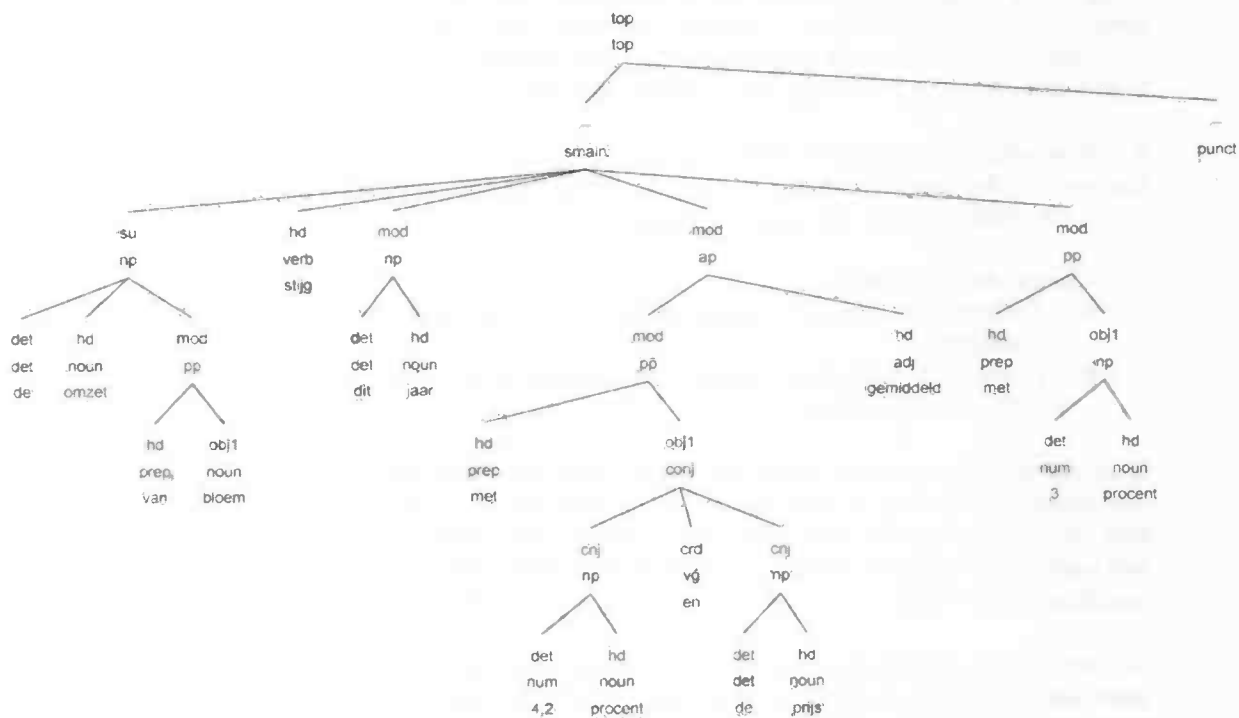 top
top
smain
punct
su hd mod mod mod
np verb np ap pp
stijg
det hd mod det hd mod hd hd obj1
det noun pp det noun pp adj prep np
de omzet dit jaar gemiddeld met
hd obj1 hd obj1 det hd
prep noun prep conj num noun
van bloem met 3 procent
cnj crd cnj
np vg np
en
det hd det hd
num noun det noun
4,2 procent de prijs